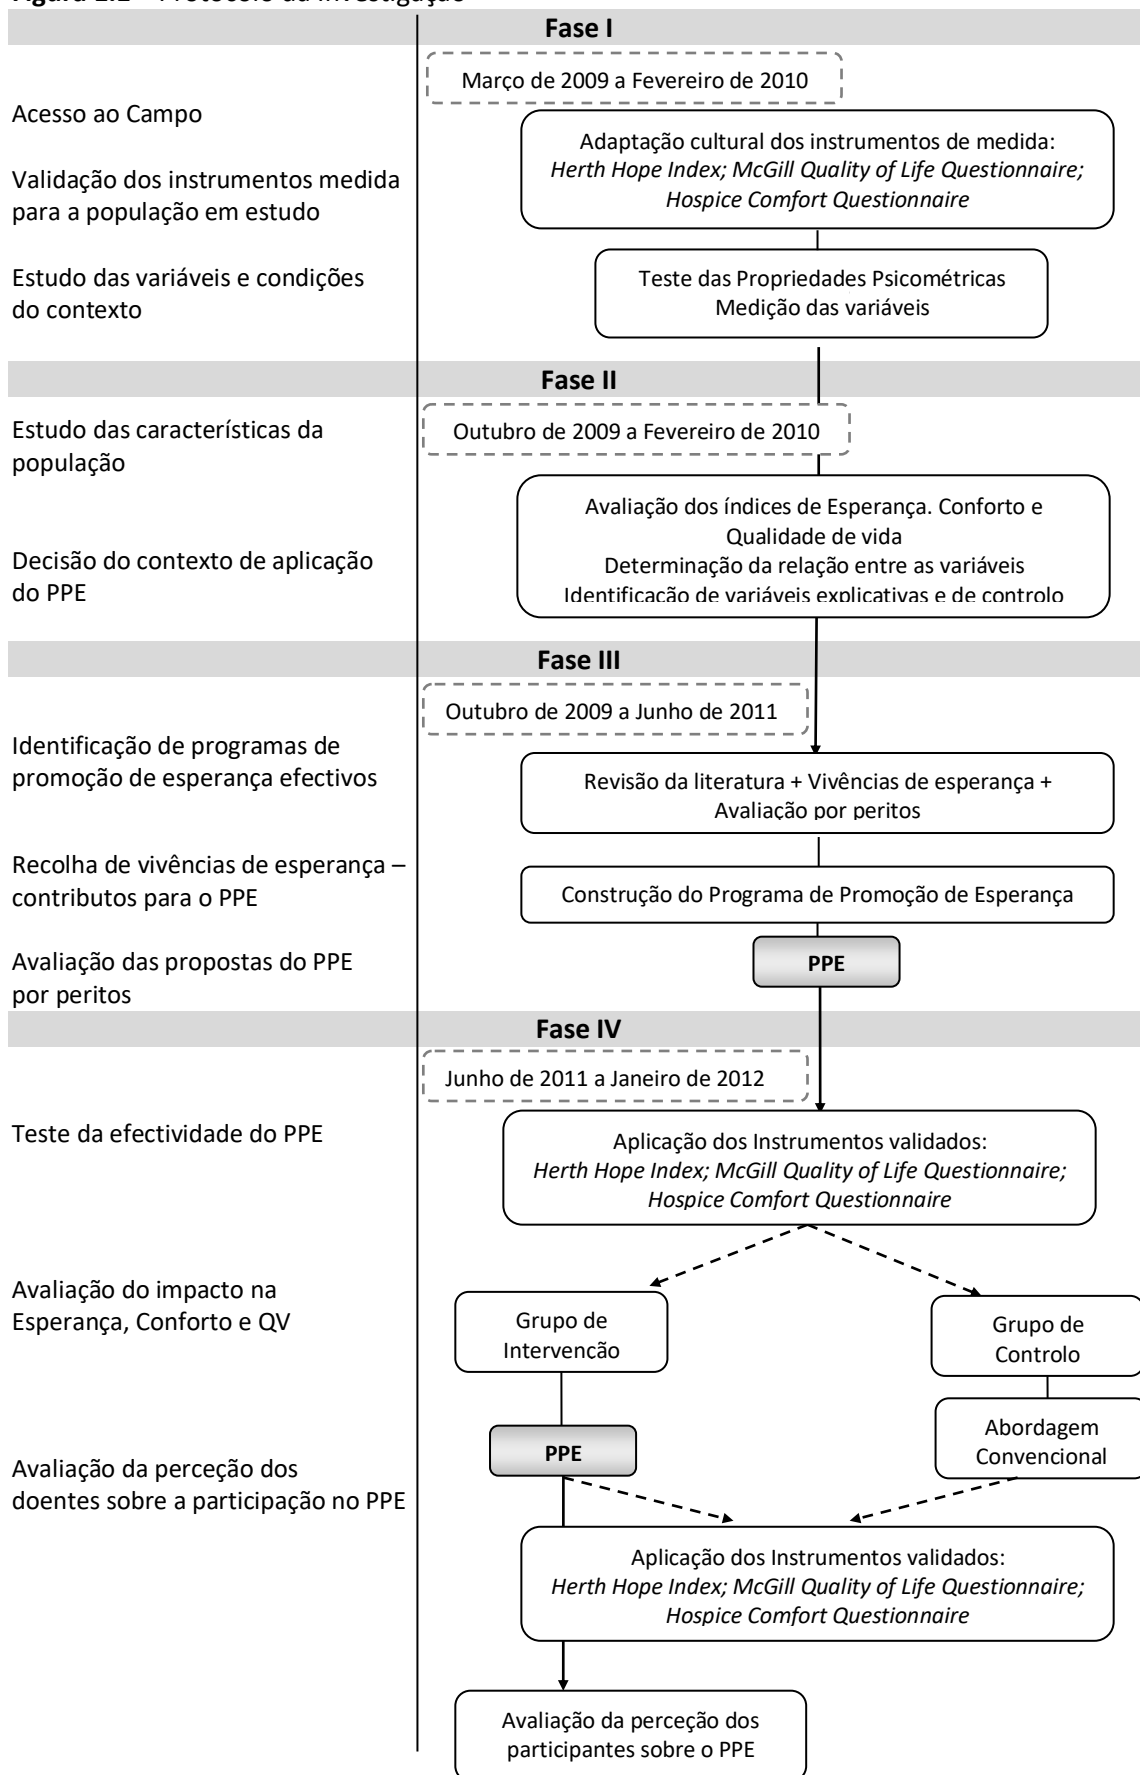 Fase I
Março de 2009 a Fevereiro de 2010
Acesso ao Campo
Validação dos instrumentos medida
para a população em estudo
Estudo das variáveis e condições
do contexto
Adaptação cultural dos instrumentos de medida:
Herth Hope Index; McGill Quality of Life Questionnaire;
Hospice Comfort Questionnaire
Teste das Propriedades Psicométricas
Medição das variáveis
Fase II
Outubro de 2009 a Fevereiro de 2010
Estudo das características da
população
Decisão do contexto de aplicação
do PPE
Avaliação dos índices de Esperança. Conforto e
Qualidade de vida
Determinação da relação entre as variáveis
Identificação de variáveis explicativas e de controlo
Fase III
Outubro de 2009 a Junho de 2011
Identificação de programas de
promoção de esperança efectivos
Recolha de vivências de esperança –
contributos para o PPE
Avaliação das propostas do PPE
por peritos
Revisão da literatura + Vivências de esperança +
Avaliação por peritos
Construção do Programa de Promoção de Esperança
PPE
Fase IV
Junho de 2011 a Janeiro de 2012
Teste da efectividade do PPE
Avaliação do impacto na
Esperança, Conforto e QV
Avaliação da perceção dos
doentes sobre a participação no PPE
Aplicação dos Instrumentos validados:
Herth Hope Index; McGill Quality of Life Questionnaire;
Hospice Comfort Questionnaire
Grupo de
Intervenção
Grupo de
Controlo
PPE
Abordagem
Convencional
Aplicação dos Instrumentos validados:
Herth Hope Index; McGill Quality of Life Questionnaire;
Hospice Comfort Questionnaire
Avaliação da perceção dos
participantes sobre o PPE